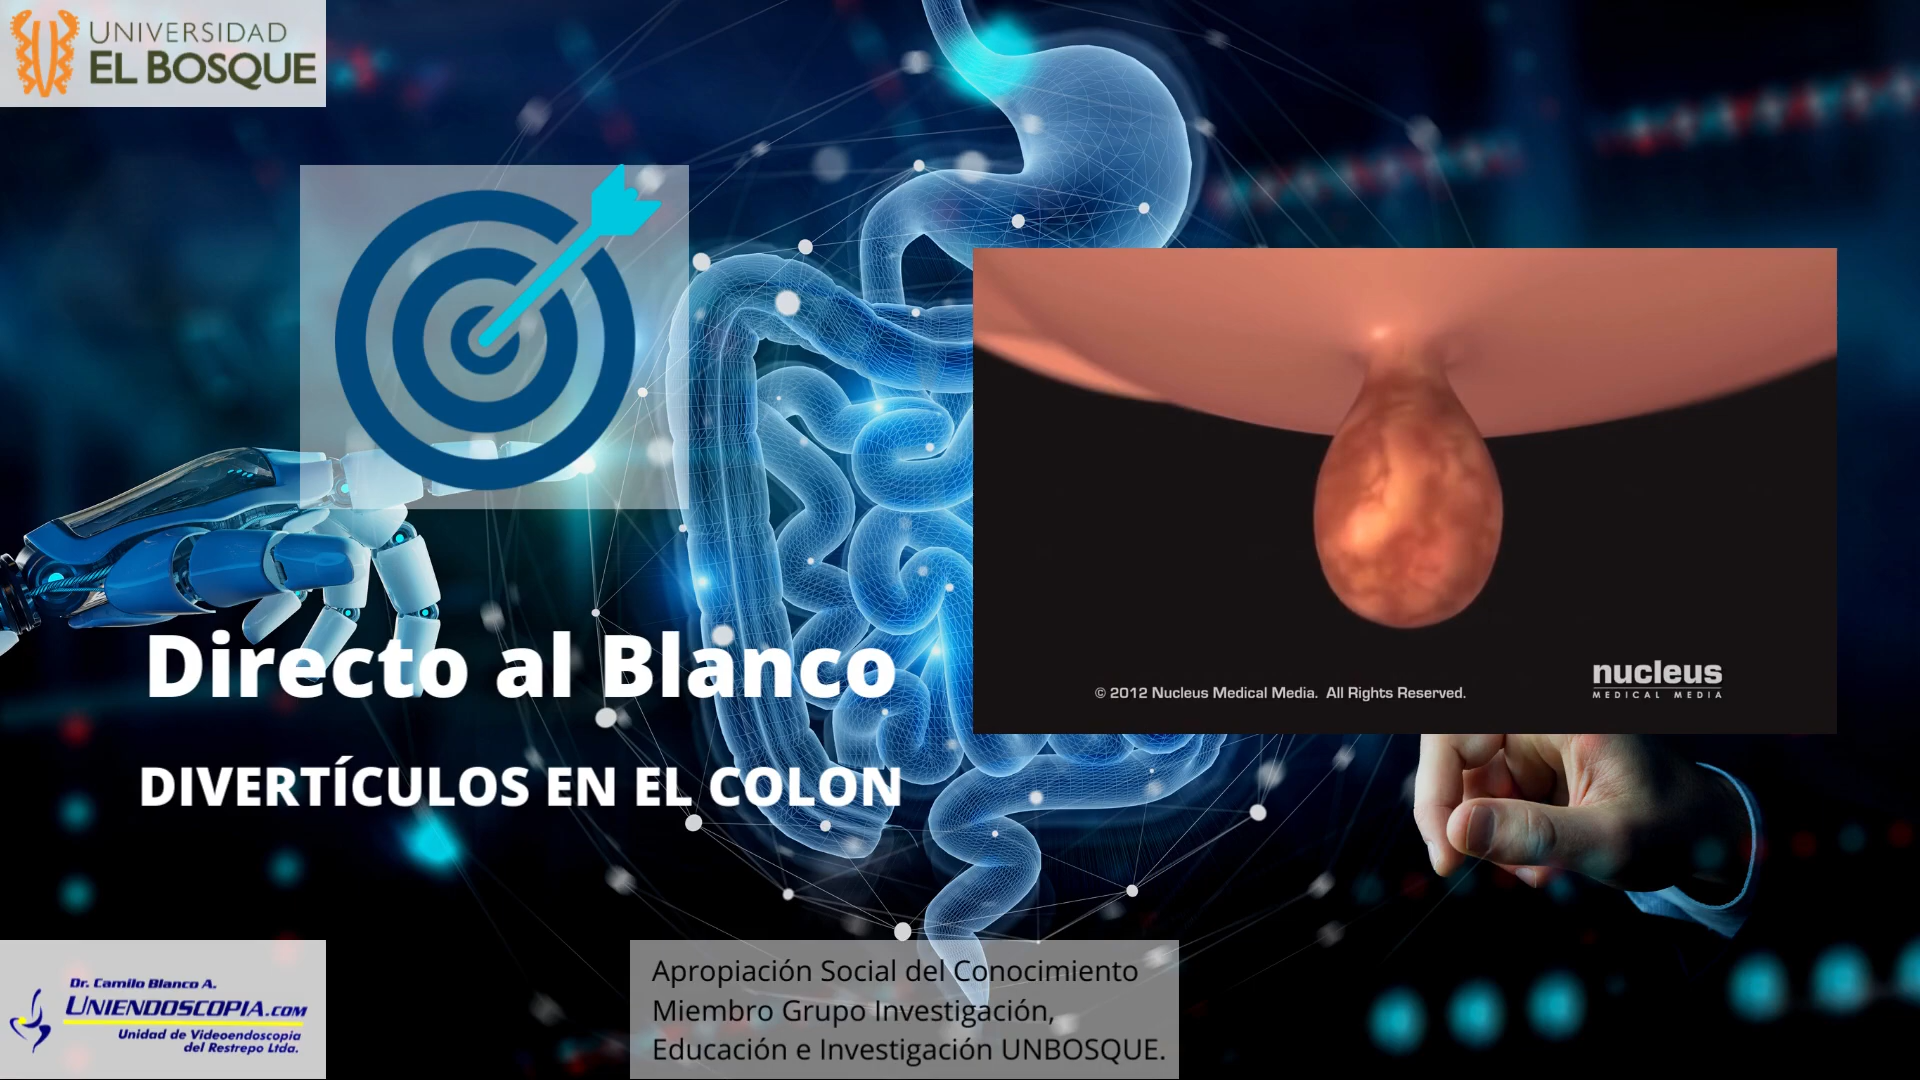 UNIVERSIDAD
EL BOSQUE
Directo al Blanco
DIVERTÍCULOS EN EL COLON
© 2012 Nucleus Medical Media. All Rights Reserved.
nucleus
MEDICAL MEDIA
Dr. Camilo Blanco A.
UNIENDOSCOPIA.COM
Unidad de Videoendoscopia
del Restrepo Ltda.
Apropiación Social del Conocimiento
Miembro Grupo Investigación,
Educación e Investigación UNBOSQUE.